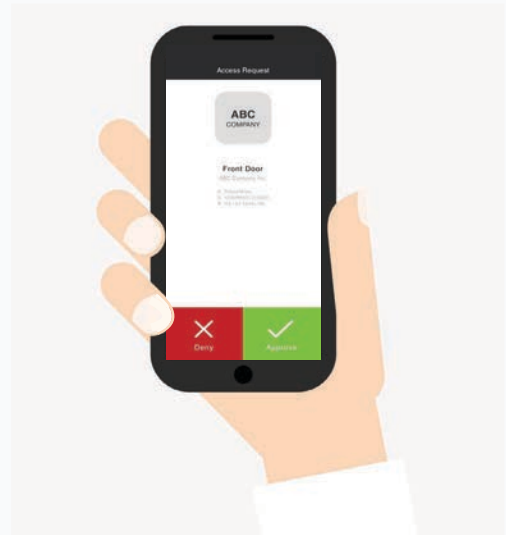 Access Request
ABC
COMPANY
Front Door
ABC Company Inc.
Deny
Approve